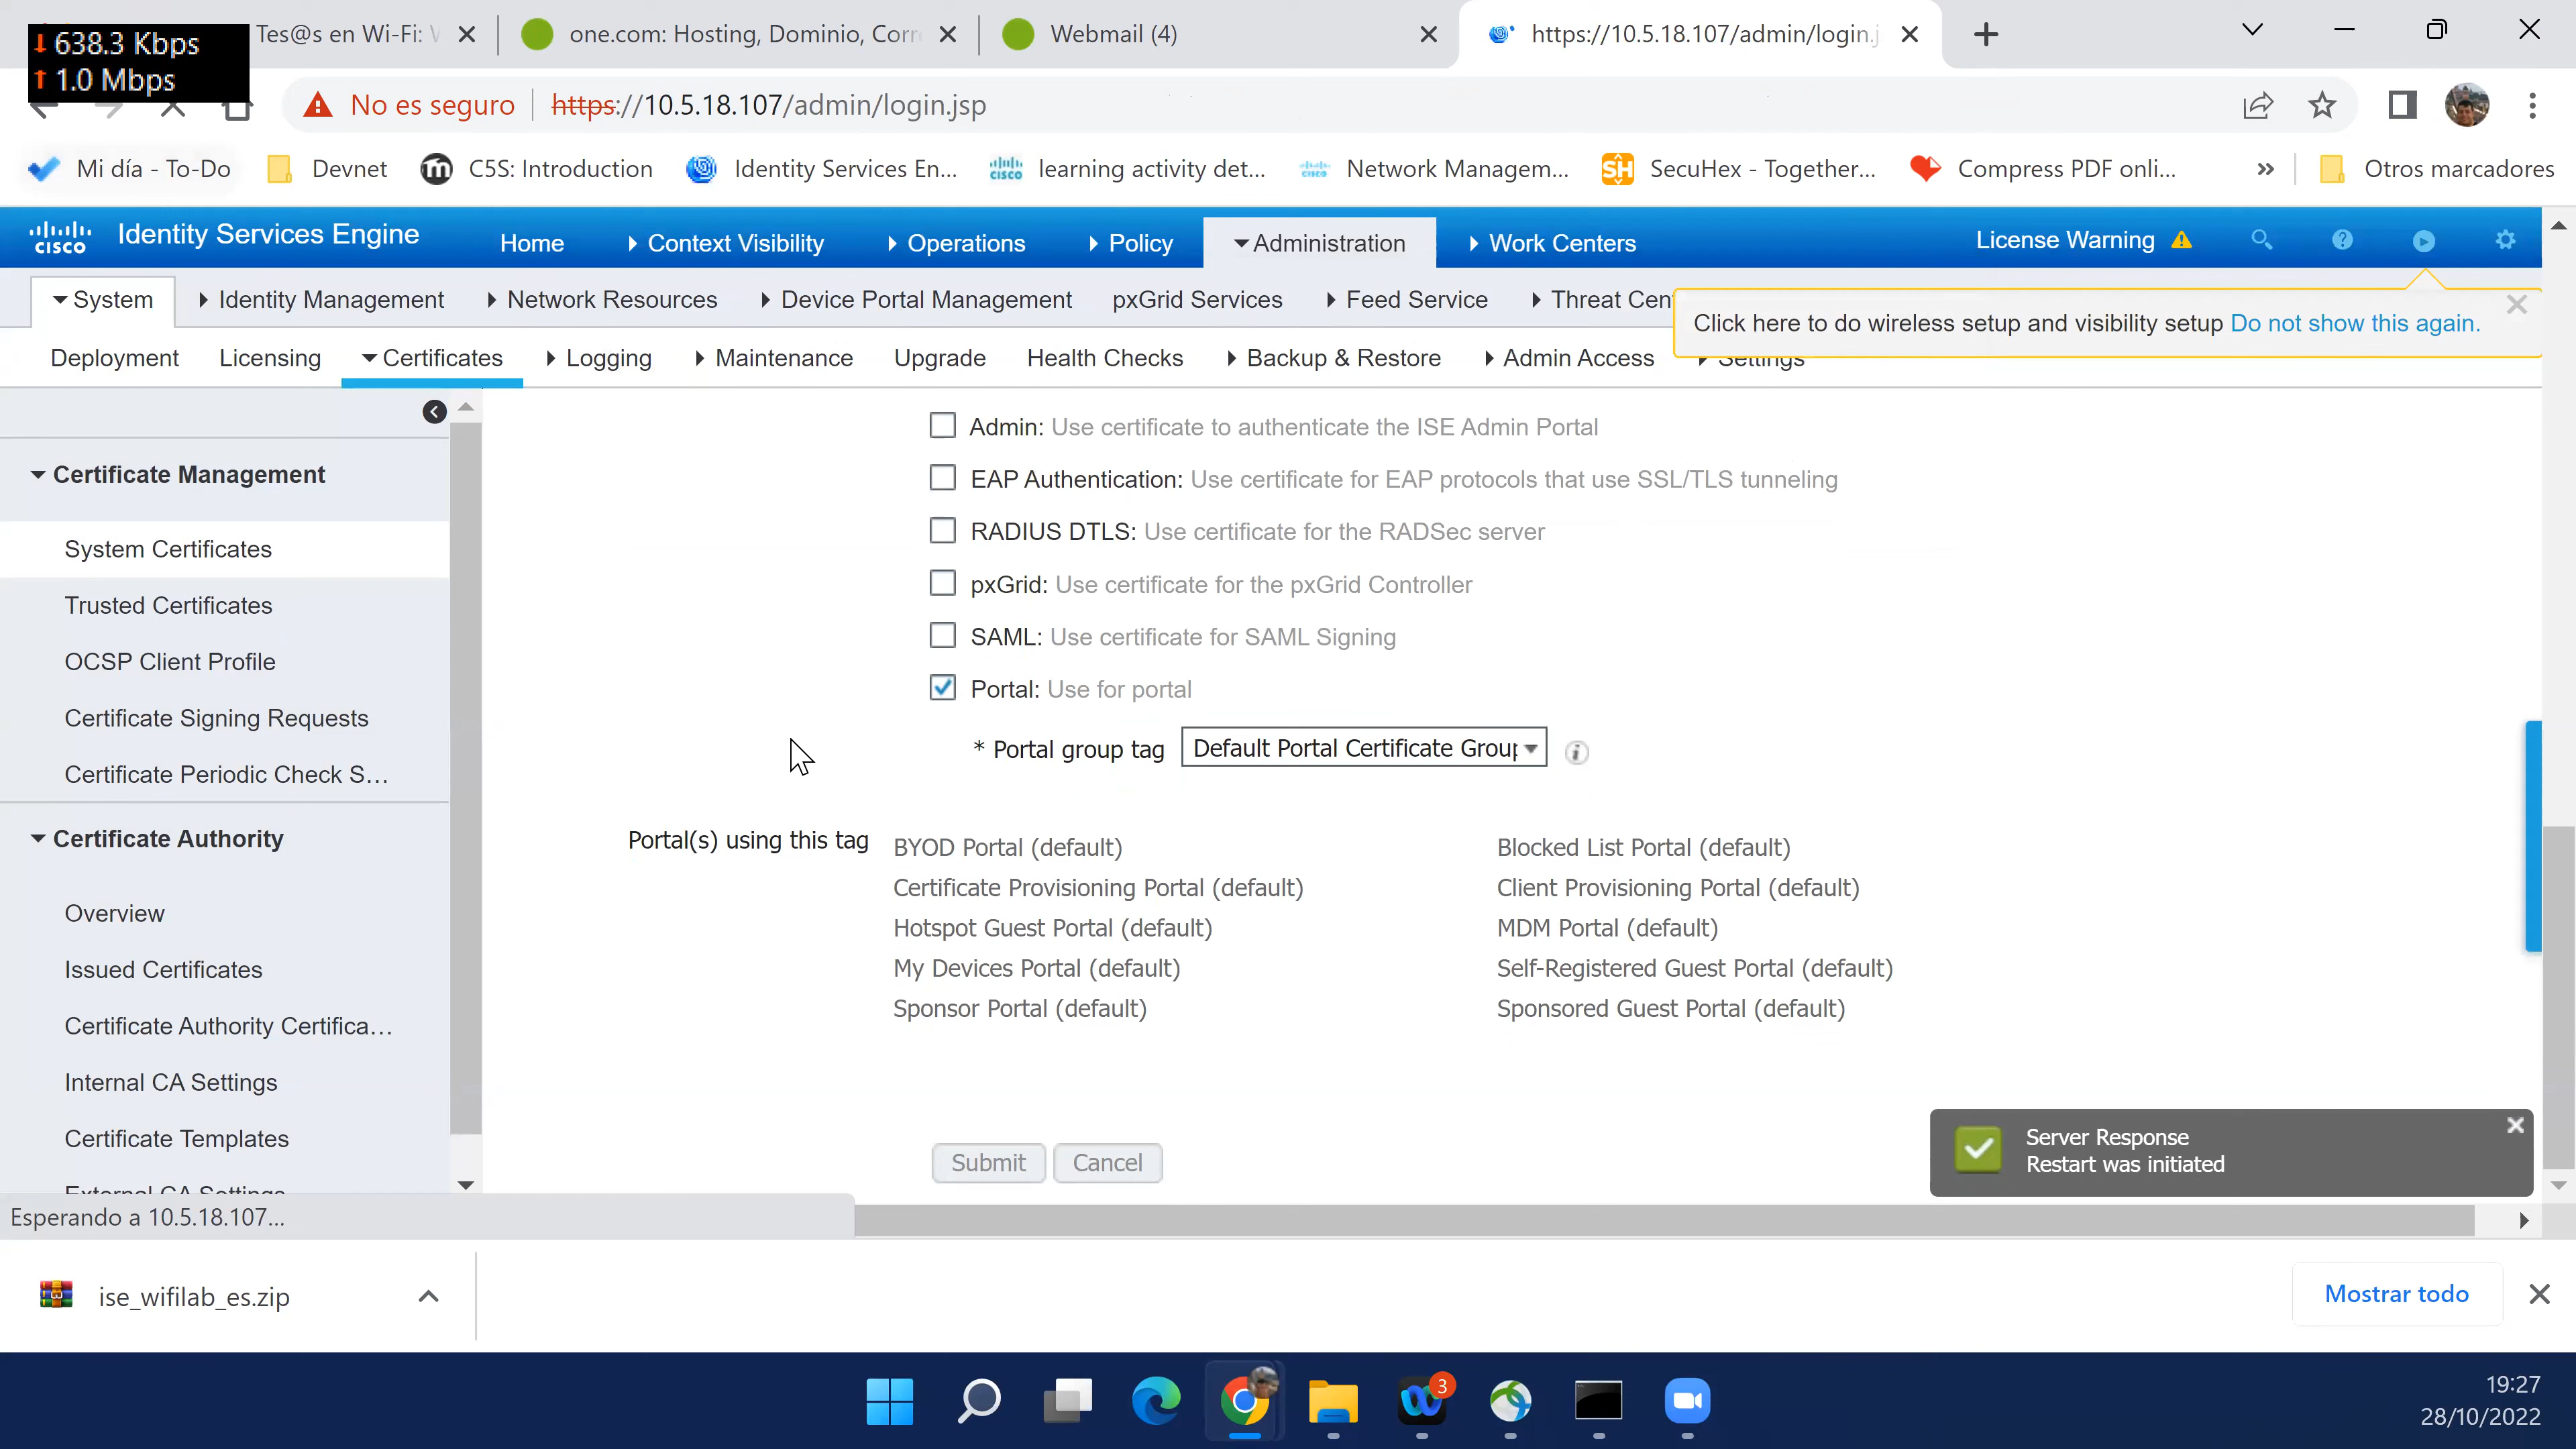 Tes@s en Wi-Fi:
one.com: Hosting, Dominio, Corr
Webmail (4)
https://10.5.18.107/admin/login.j
638.3 Kbps
1.0 Mbps
No es seguro
https://10.5.18.107/admin/login.jsp
Mi día - To-Do
Devnet
C5S: Introduction
Identity Services En...
learning activity det...
Network Managem...
SecuHex - Together...
Compress PDF onli...
Otros marcadores
CISCO
Identity Services Engine
Home
Context Visibility
Operations
Policy
Administration
Work Centers
License Warning
System
Identity Management
Network Resources
Device Portal Management
pxGrid Services
Feed Service
Threat Cen
Click here to do wireless setup and visibility setup Do not show this again.
Deployment
Licensing
Certificates
Logging
Maintenance
Upgrade
Health Checks
Backup & Restore
Admin Access
Settings
Certificate Management
System Certificates
Trusted Certificates
OCSP Client Profile
Certificate Signing Requests
Certificate Periodic Check S...
Certificate Authority
Overview
Issued Certificates
Certificate Authority Certifica...
Internal CA Settings
Certificate Templates
External CA Settings
Admin: Use certificate to authenticate the ISE Admin Portal
EAP Authentication: Use certificate for EAP protocols that use SSL/TLS tunneling
RADIUS DTLS: Use certificate for the RADSec server
pxGrid: Use certificate for the pxGrid Controller
SAML: Use certificate for SAML Signing
Portal: Use for portal
* Portal group tag
Default Portal Certificate Group
Portal(s) using this tag
BYOD Portal (default)
Blocked List Portal (default)
Certificate Provisioning Portal (default)
Client Provisioning Portal (default)
Hotspot Guest Portal (default)
MDM Portal (default)
My Devices Portal (default)
Self-Registered Guest Portal (default)
Sponsor Portal (default)
Sponsored Guest Portal (default)
Submit
Cancel
Server Response
Restart was initiated
Esperando a 10.5.18.107...
ise_wifilab_es.zip
Mostrar todo
3
19:27
28/10/2022